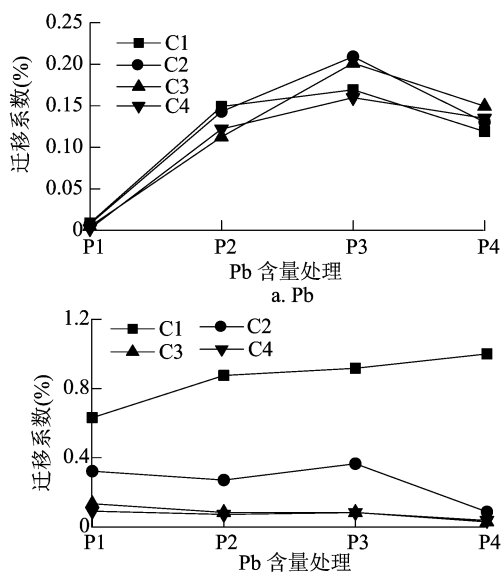 0.25
0.20
0.15
0.10
0.05
0
迁移系数(%)
C1
C2
C3
C4
P1 P2 P3 P4
Pb 含量处理
a. Pb
1.2
0.8
0.4
0
迁移系数(%)
C1 C2
C3 C4
P1 P2 P3 P4
Pb 含量处理